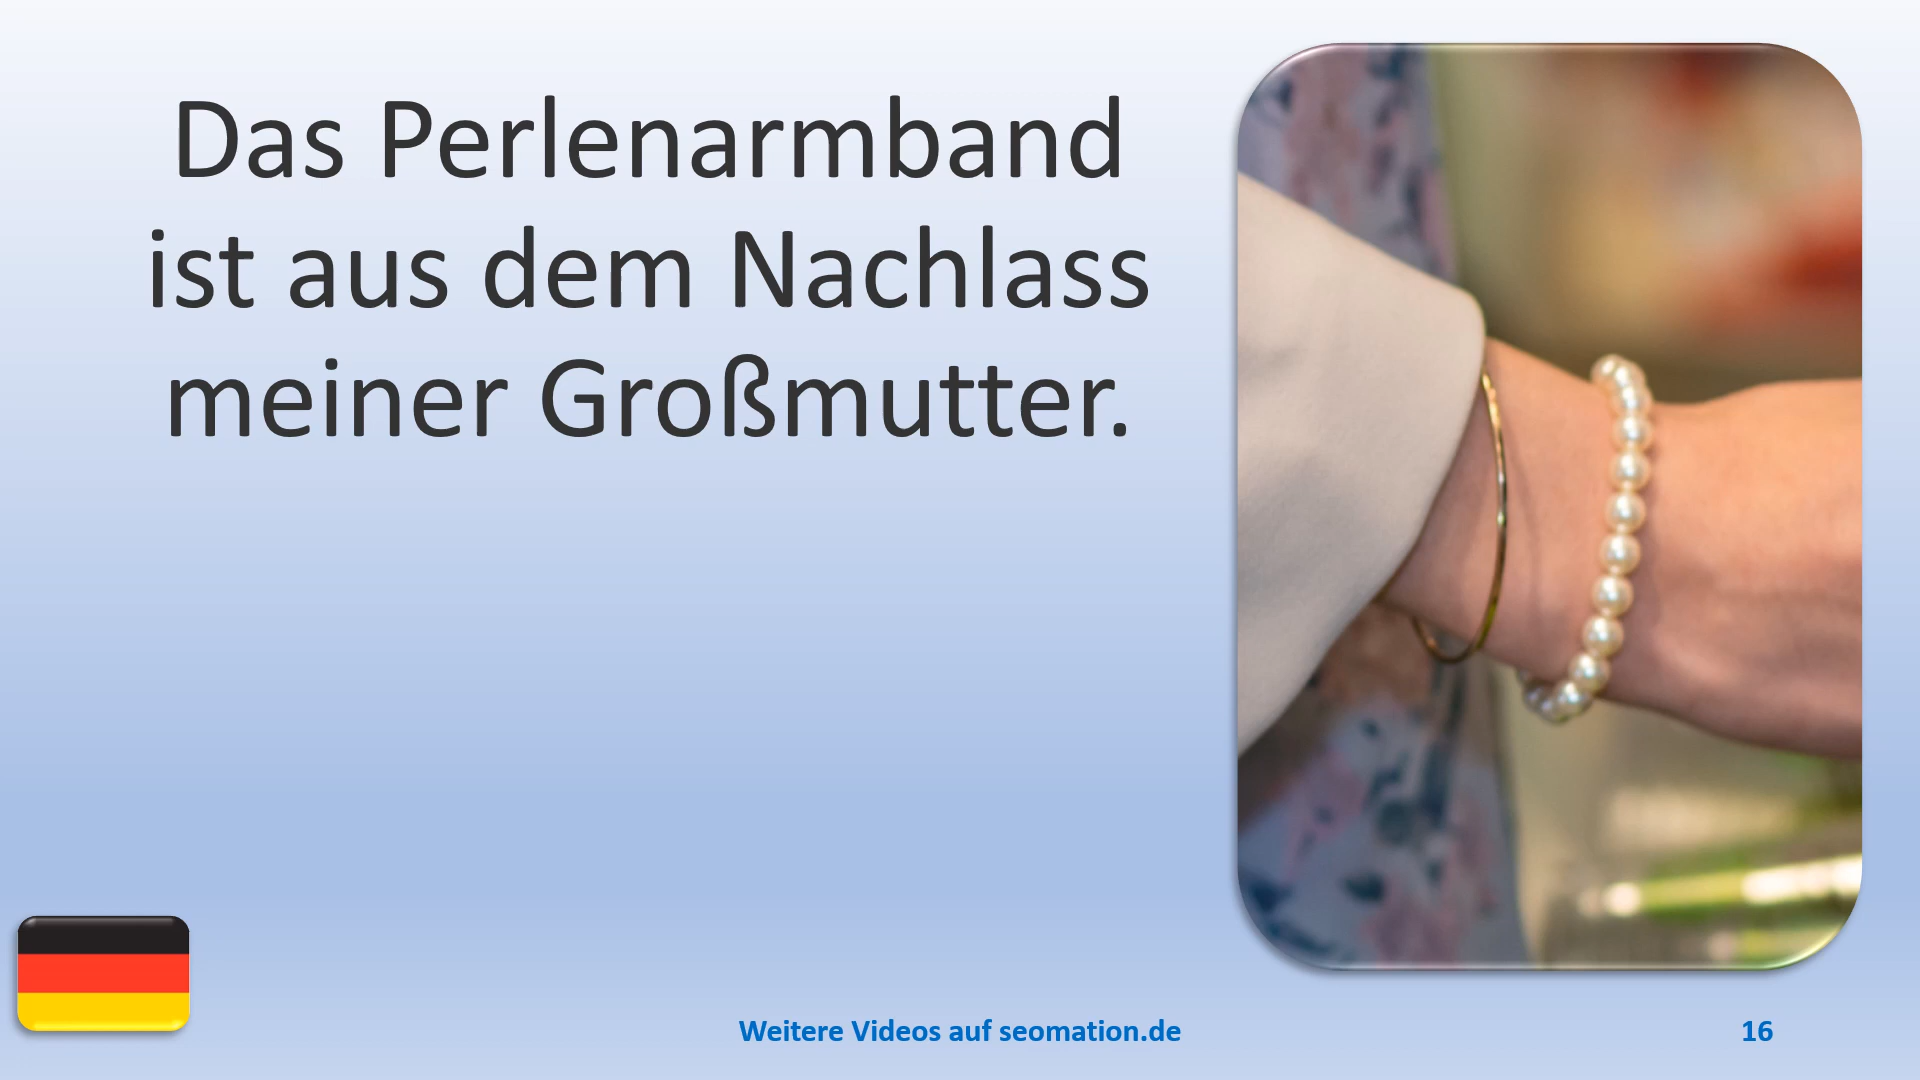 Das Perlenarmband
ist aus dem Nachlass
meiner Großmutter.
Weitere Videos auf seomation.de
16